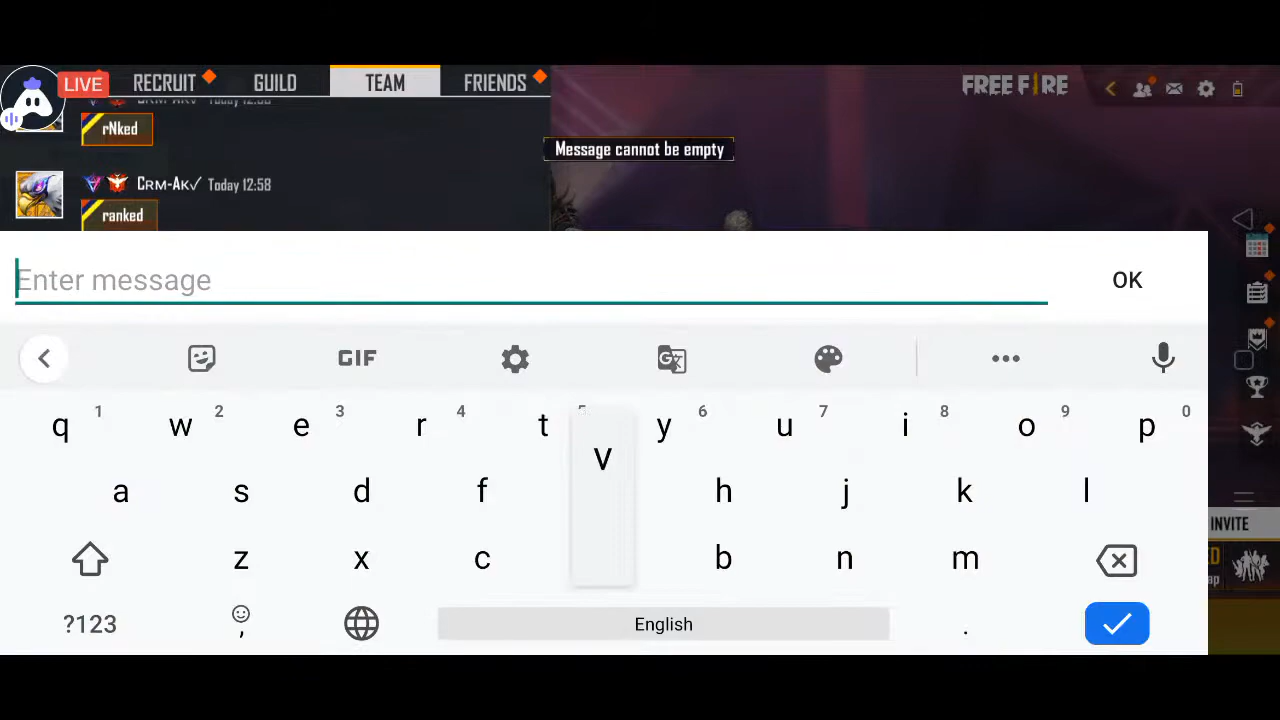 LIVE RECRUIT GUILD TEAM FRIENDS FREE FIRE
rNked
Message cannot be empty
CRM-AK✓ Today 12:58
ranked
Enter message OK
GIF
q 1 w 2 e 3 r 4 t 5 y 6 u 7 i 8 o 9 p 0
a s d f v h j k l
INVITE
z x c b n m
?123 , English .